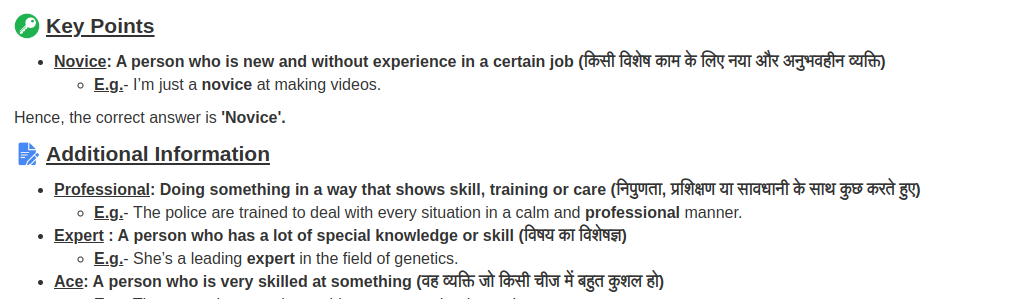 Key Points
Novice: A person who is new and without experience in a certain job (किसी विशेष काम के लिए नया और अनुभवहीन व्यक्ति)
E.g.- I’m just a novice at making videos.
Hence, the correct answer is 'Novice'.
Additional Information
Professional: Doing something in a way that shows skill, training or care (निपुणता, प्रशिक्षण या सावधानी के साथ कुछ करते हुए)
E.g.- The police are trained to deal with every situation in a calm and professional manner.
Expert : A person who has a lot of special knowledge or skill (विषय का विशेषज्ञ)
E.g.- She’s a leading expert in the field of genetics.
Ace: A person who is very skilled at something (वह व्यक्ति जो किसी चीज में बहुत कुशल हो)